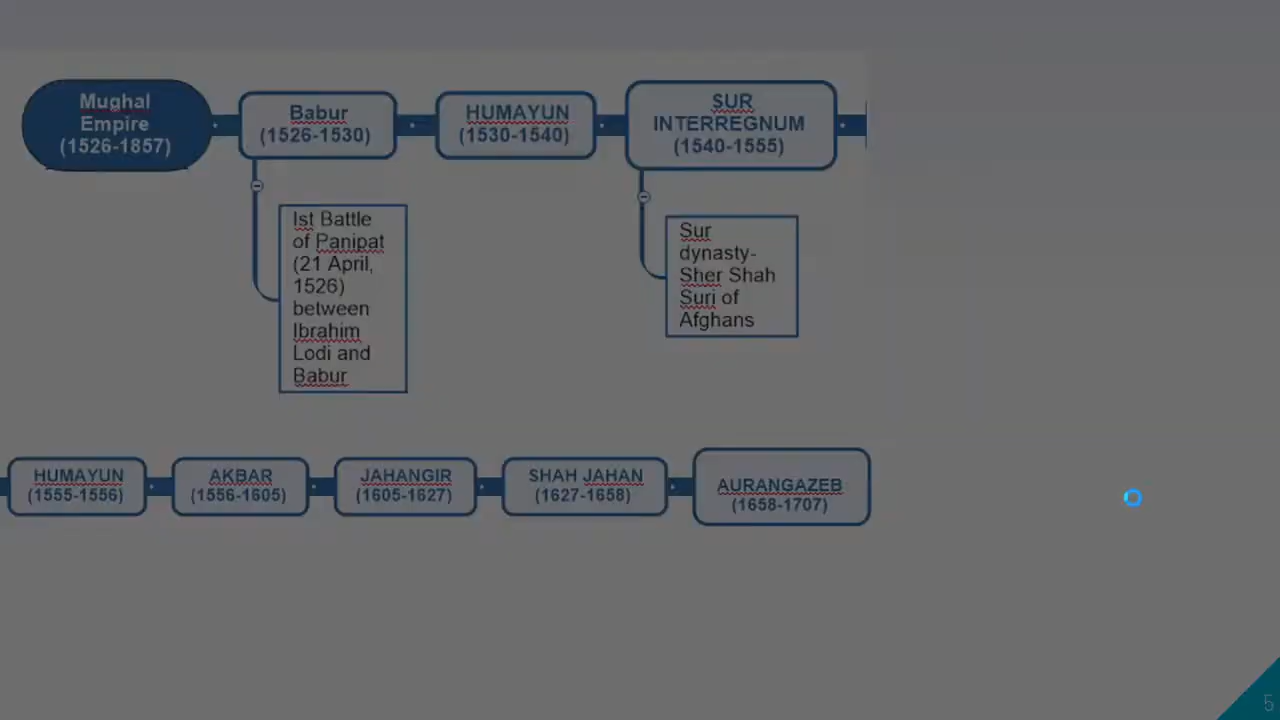 Mughal
Empire
(1526-1857)
Babur
(1526-1530)
HUMAYUN
(1530-1540)
SUR
INTERREGNUM
(1540-1555)
Ist Battle
of Panipat
(21 April,
1526)
between
Ibrahim
Lodi and
Babur
Sur
dynasty-
Sher Shah
Suri of
Afghans
HUMAYUN
(1555-1556)
AKBAR
(1556-1605)
JAHANGIR
(1605-1627)
SHAH JAHAN
(1627-1658)
AURANGAZEB
(1658-1707)
5